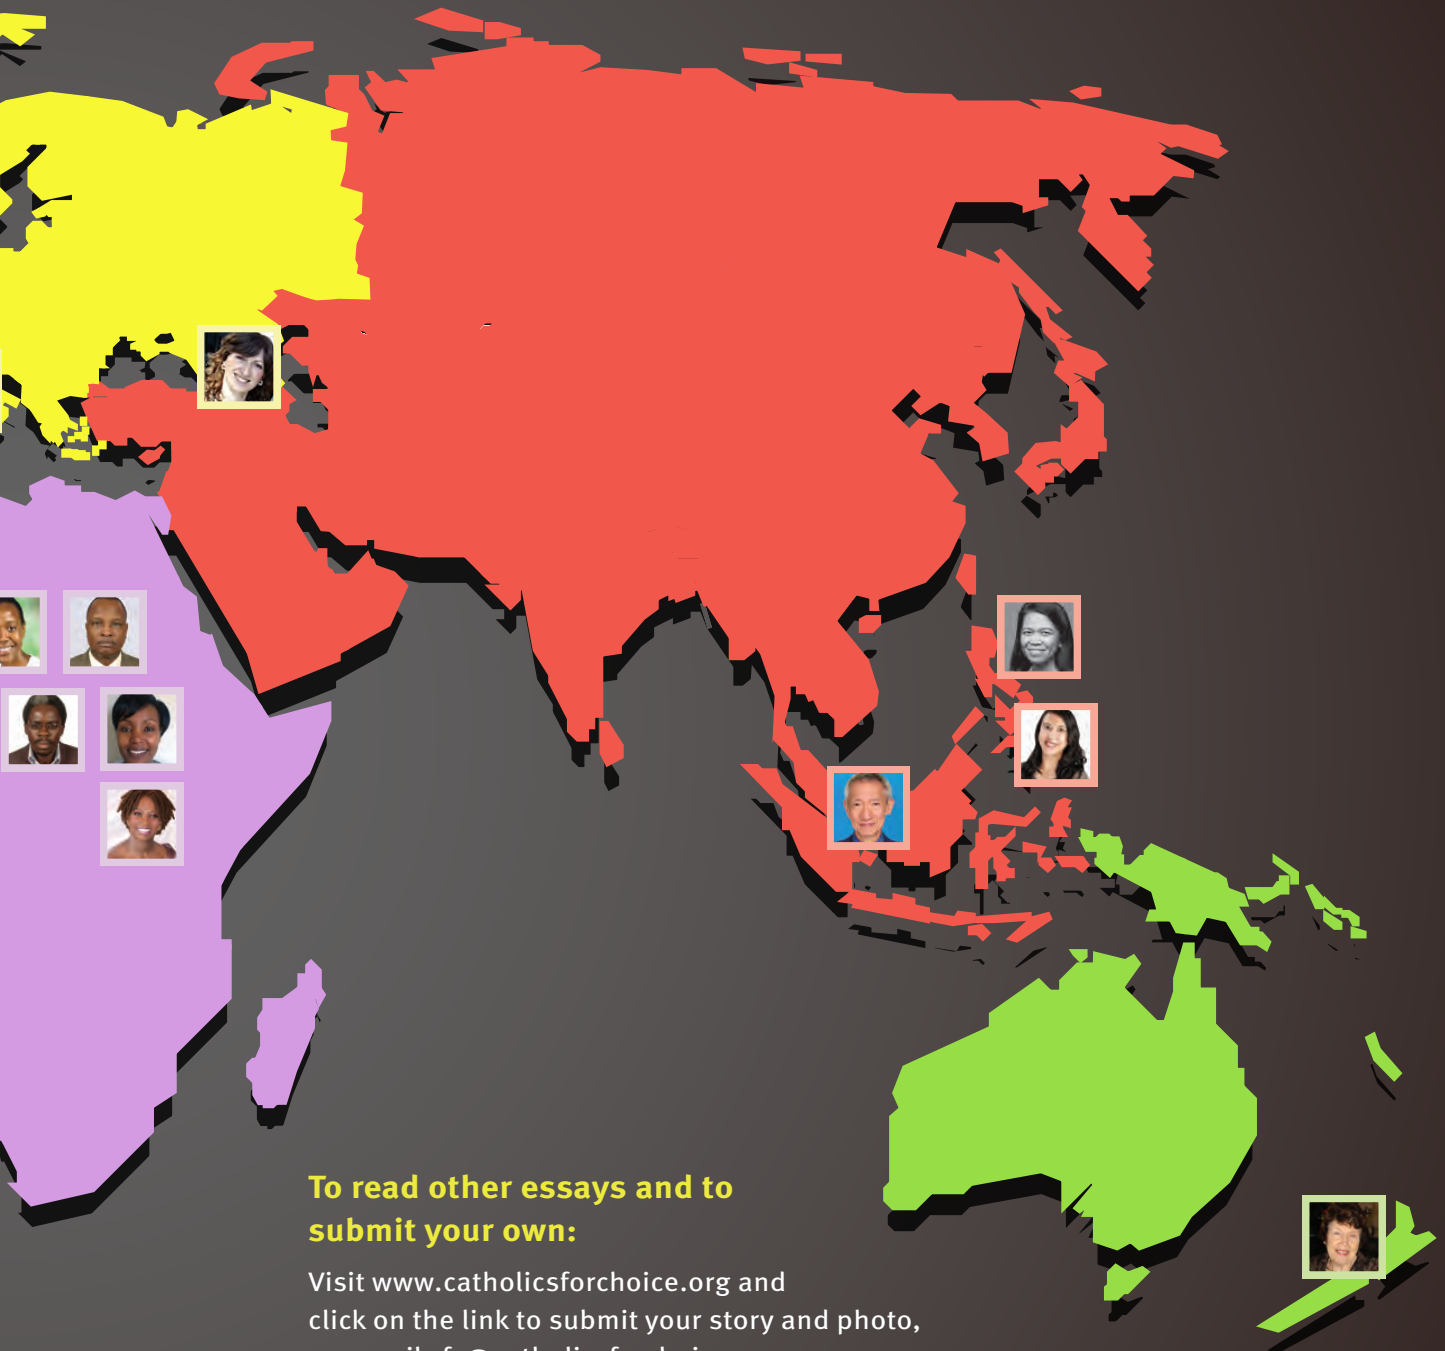 To read other essays and to
submit your own:
Visit www.catholicsforchoice.org and
click on the link to submit your story and photo,